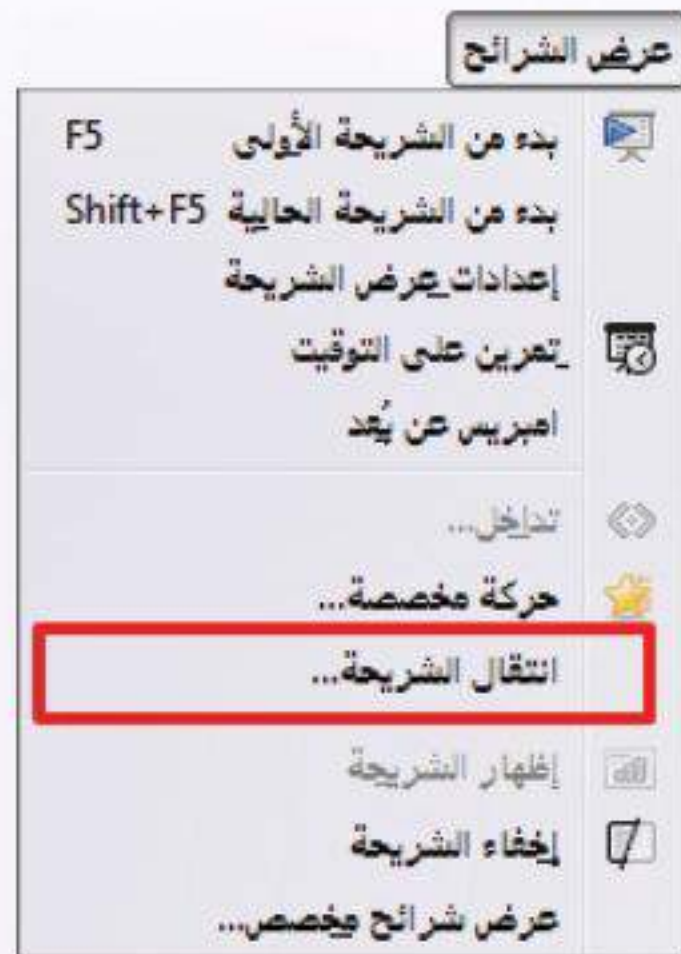 عرض الشرائح
بدء من الشريحة الأولى F5
بدء من الشريحة الحالية Shift+F5
إعدادات عرض الشريحة
تمرين على التوقيت
امبريس عن بُعد
تداخل...
حركة مخصصة...
انتقال الشريحة...
إظهار الشريحة
إخفاء الشريحة
عرض شرائح مخصص...